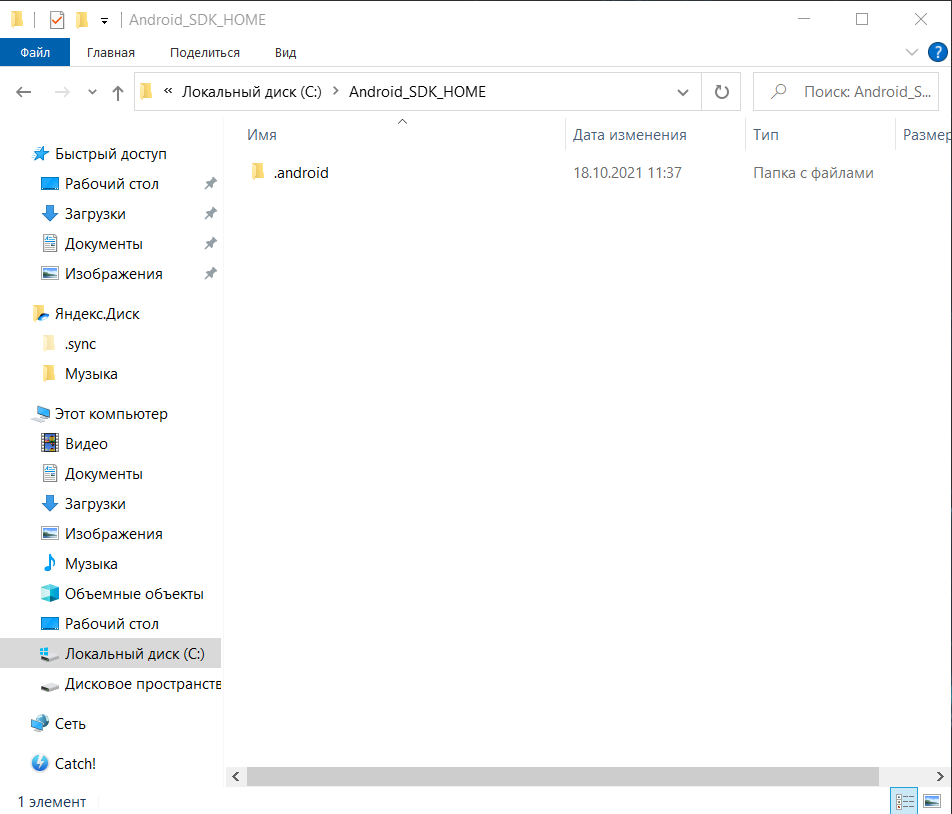 Android_SDK_HOME
Файл Главная Поделиться Вид
« Локальный диск (C:) Android_SDK_HOME
Поиск: Android_S...
Имя Дата изменения Тип Размер
.android 18.10.2021 11:37 Папка с файлами
Быстрый доступ
Рабочий стол
Загрузки
Документы
Изображения
Яндекс.Диск
.sync
Музыка
Этот компьютер
Видео
Документы
Загрузки
Изображения
Музыка
Объемные объекты
Рабочий стол
Локальный диск (C:)
Дисковое пространств
Сеть
Catch!
1 элемент